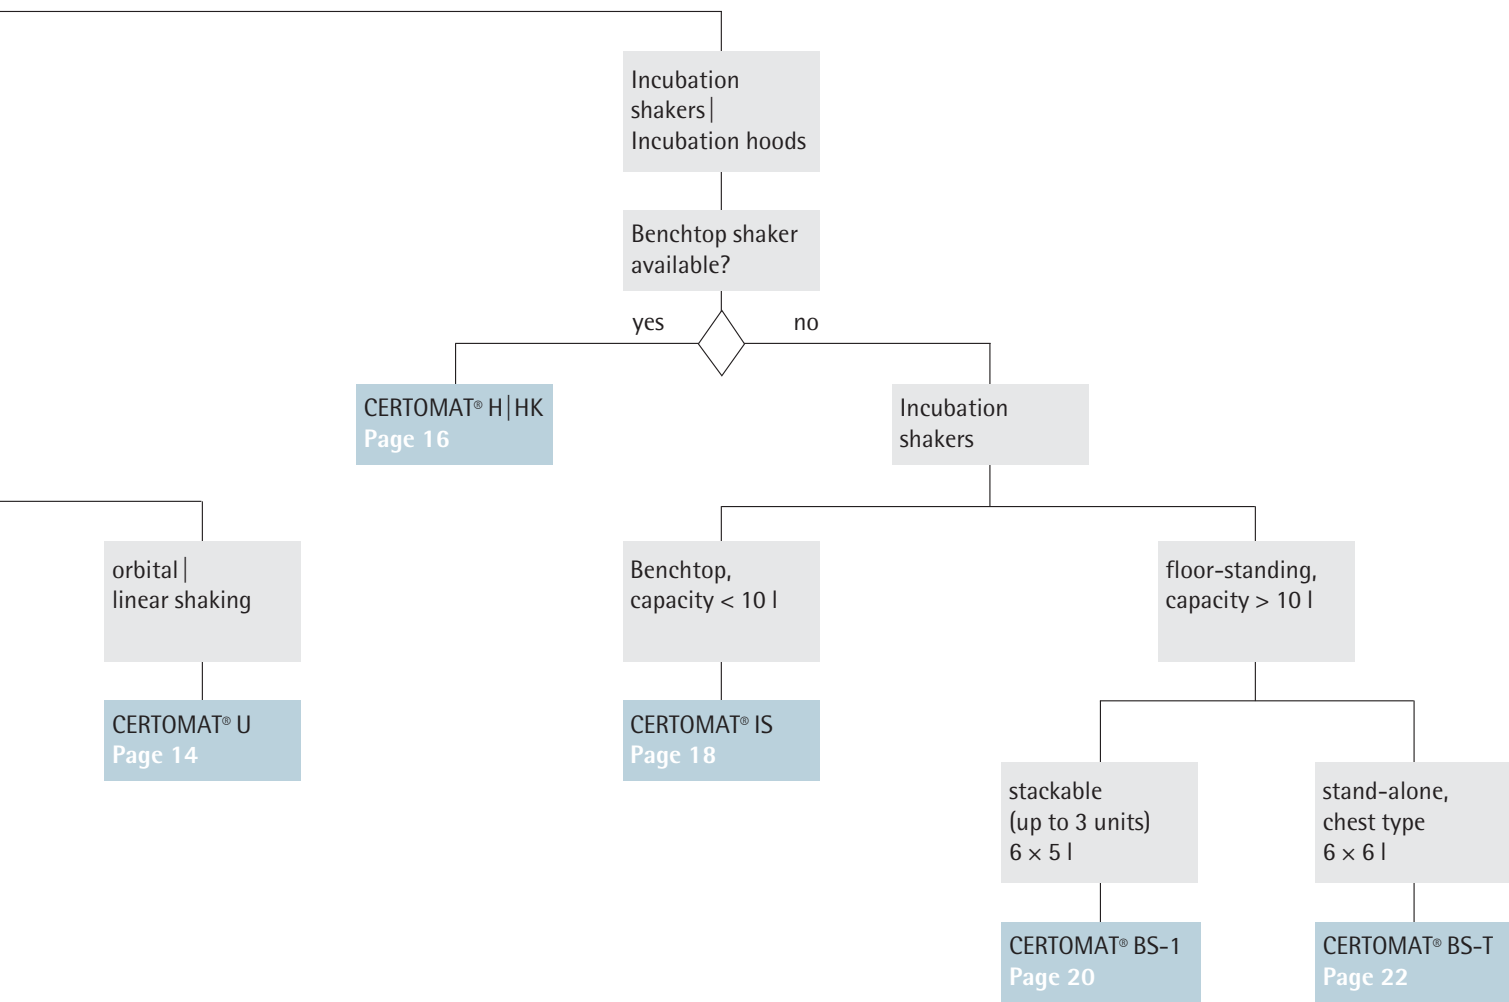 Incubation
shakers|
Incubation hoods
Benchtop shaker
available?
yes
no
CERTOMAT® H|HK
Page 16
Incubation
shakers
orbital|
linear shaking
Benchtop,
capacity < 10 l
floor-standing,
capacity > 10 l
CERTOMAT® U
Page 14
CERTOMAT® IS
Page 18
stackable
(up to 3 units)
6 × 5 l
stand-alone,
chest type
6 × 6 l
CERTOMAT® BS-1
Page 20
CERTOMAT® BS-T
Page 22